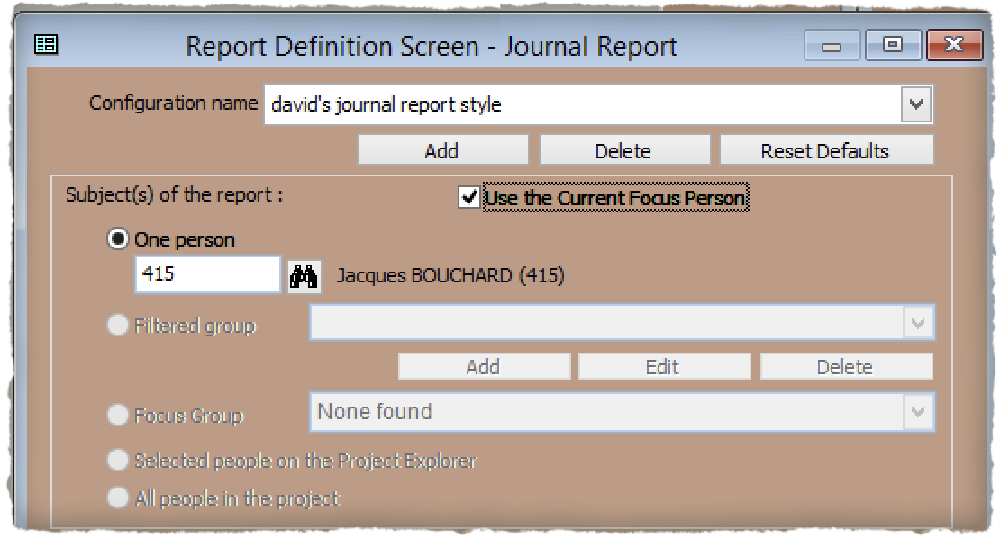 Report Definition Screen - Journal Report
Configuration name david's journal report style
Add Delete Reset Defaults
Subject(s) of the report : Use the Current Focus Person
One person
415 Jacques BOUCHARD (415)
Filtered group
Add Edit Delete
Focus Group None found
Selected people on the Project Explorer
All people in the project